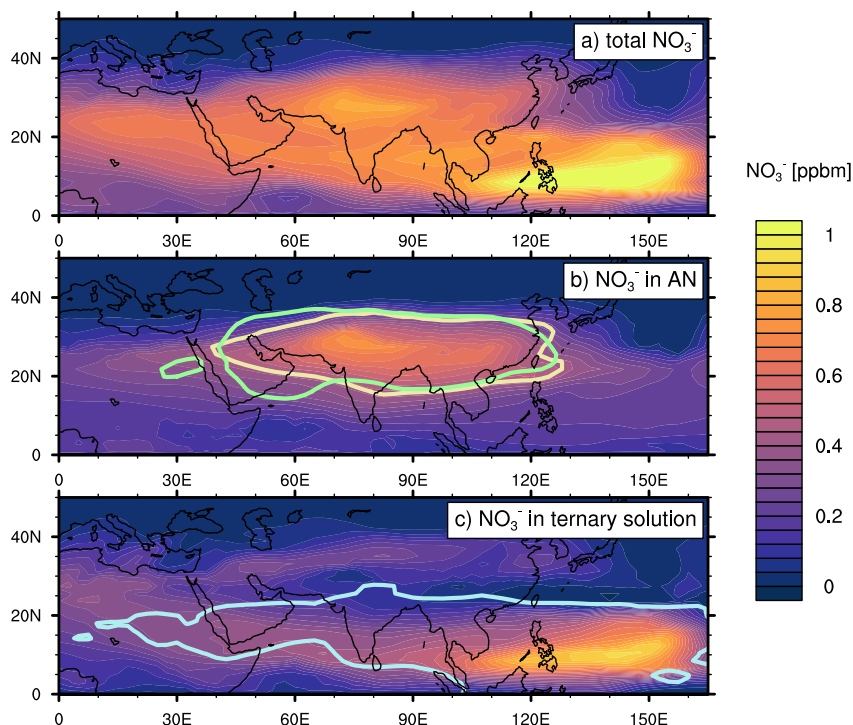 40N
20N
0
a) total NO₃⁻
0 30E 60E 90E 120E 150E
40N
20N
0
b) NO₃⁻ in AN
0 30E 60E 90E 120E 150E
40N
20N
0
c) NO₃⁻ in ternary solution
0 30E 60E 90E 120E 150E
NO₃⁻ [ppbm]
1
0.8
0.6
0.4
0.2
0